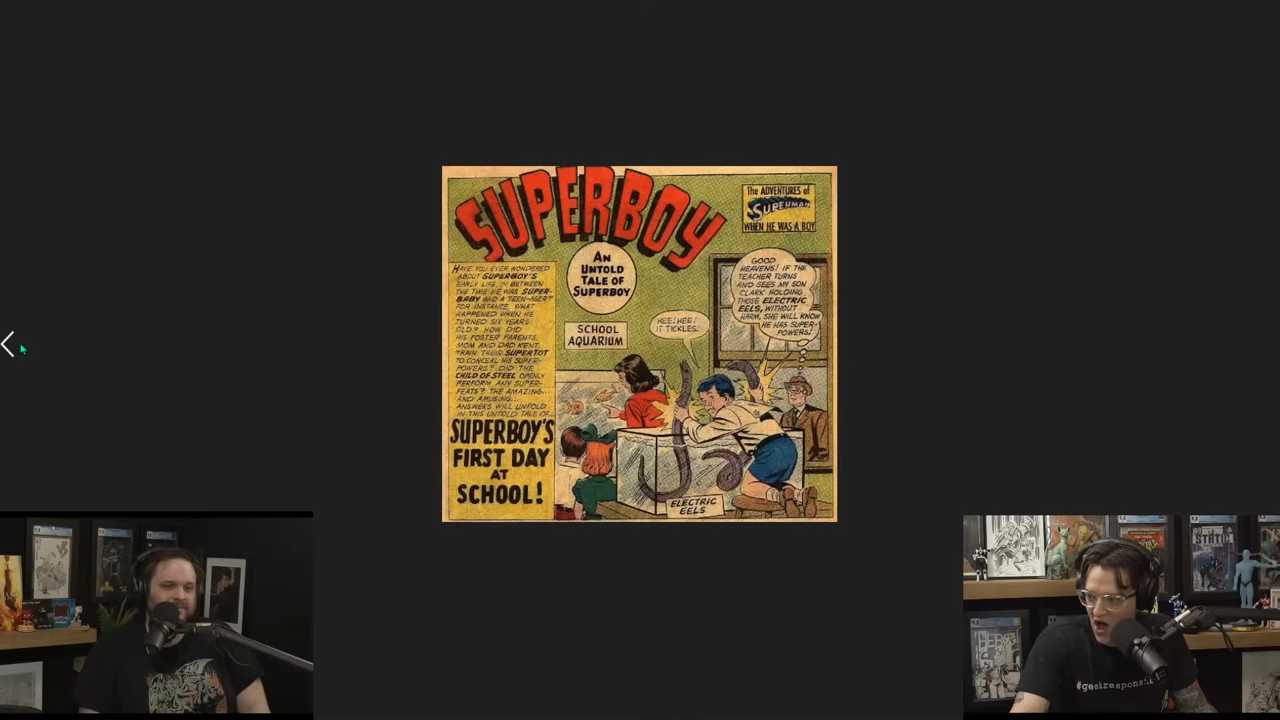 SUPERBOY
The ADVENTURES of
SUPERMAN
WHEN HE WAS A BOY
AN
UNTOLD
TALE OF
SUPERBOY
HAVE YOU EVER WONDERED
ABOUT SUPERBOY'S
EARLY LIFE, IN BETWEEN
THE TIME HE WAS SUPER-
BABY AND A TEEN-AGER?
FOR INSTANCE, WHAT
HAPPENED WHEN HE
TURNED SIX YEARS
OLD? HOW DID
HIS FOSTER PARENTS,
MOM AND DAD KENT,
TRAIN THEIR SUPERTOT
TO CONCEAL HIS SUPER-
POWERS? DID THE
CHILD OF STEEL OPENLY
PERFORM ANY SUPER-
FEATS? THE AMAZING...
AND AMUSING...
ANSWERS WILL UNFOLD
IN THIS UNTOLD TALE OF...
SUPERBOY'S
FIRST DAY
AT
SCHOOL!
SCHOOL
AQUARIUM
HEE! HEE!
IT TICKLES!
GOOD
HEAVENS! IF THE
TEACHER TURNS
AND SEES MY SON
CLARK HOLDING
THOSE ELECTRIC
EELS, WITHOUT
HARM, SHE WILL KNOW
HE HAS SUPER-
POWERS!
ELECTRIC
EELS
#geekresponsi